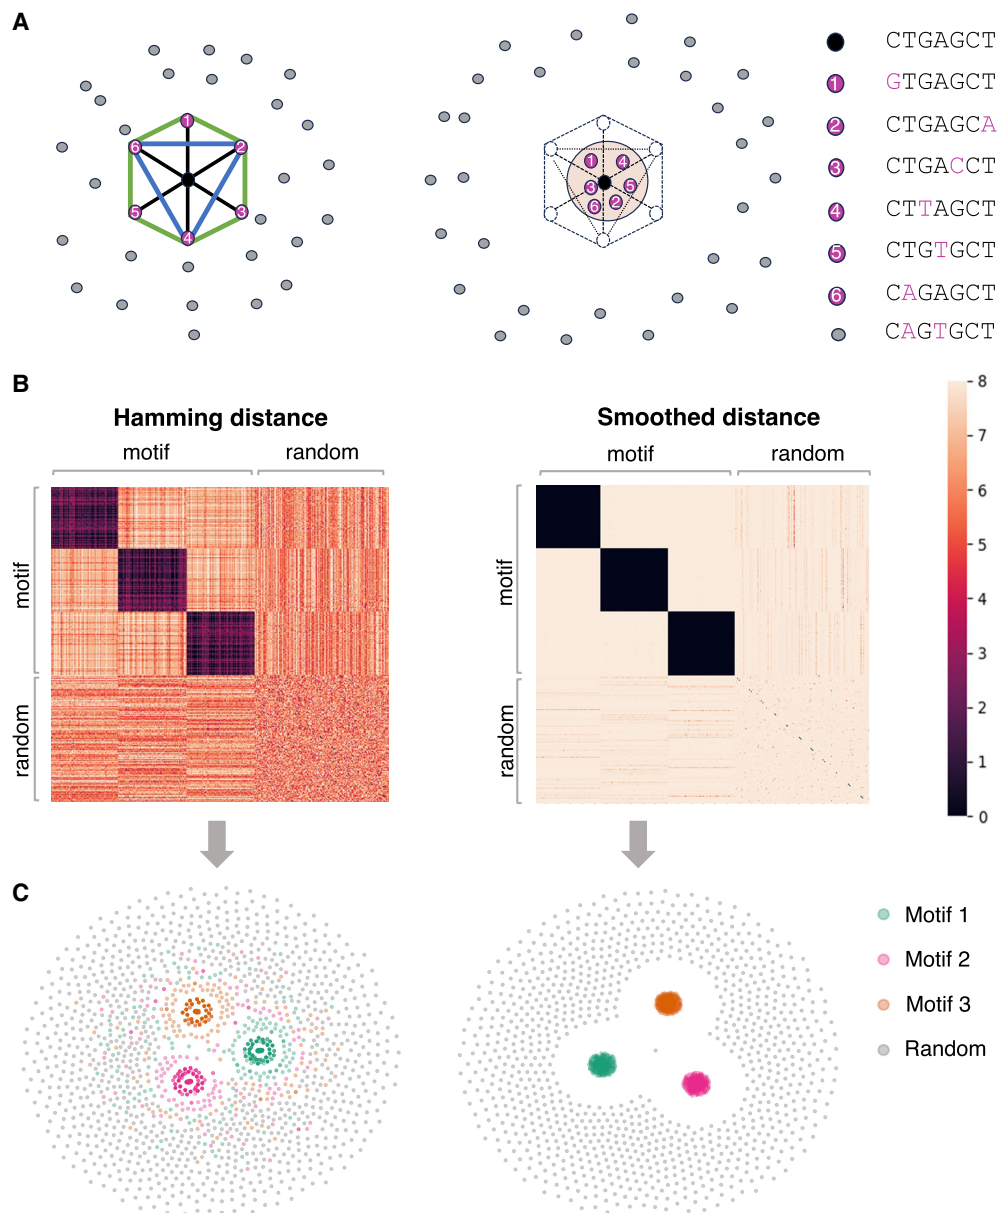 A
1
2
3
4
5
6
1
2
3
4
5
6
CTGAGCT
1 GTGAGCT
2 CTGAGCA
3 CTGACCT
4 CTTAGCT
5 CTGTGCT
6 CAGAGCT
CAGTGCT
B
Hamming distance
motif random
motif
random
Smoothed distance
motif random
motif
random
8
7
6
5
4
3
2
1
0
C
Motif 1
Motif 2
Motif 3
Random